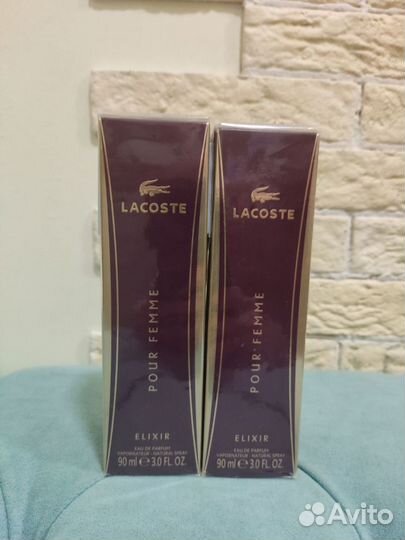 LACOSTE
POUR FEMME
ELIXIR
EAU DE PARFUM
VAPORISATEUR - NATURAL SPRAY
90 ml ℮ 3.0 FL. OZ.
LACOSTE
POUR FEMME
ELIXIR
EAU DE PARFUM
VAPORISATEUR - NATURAL SPRAY
90 ml ℮ 3.0 FL. OZ.
Avito